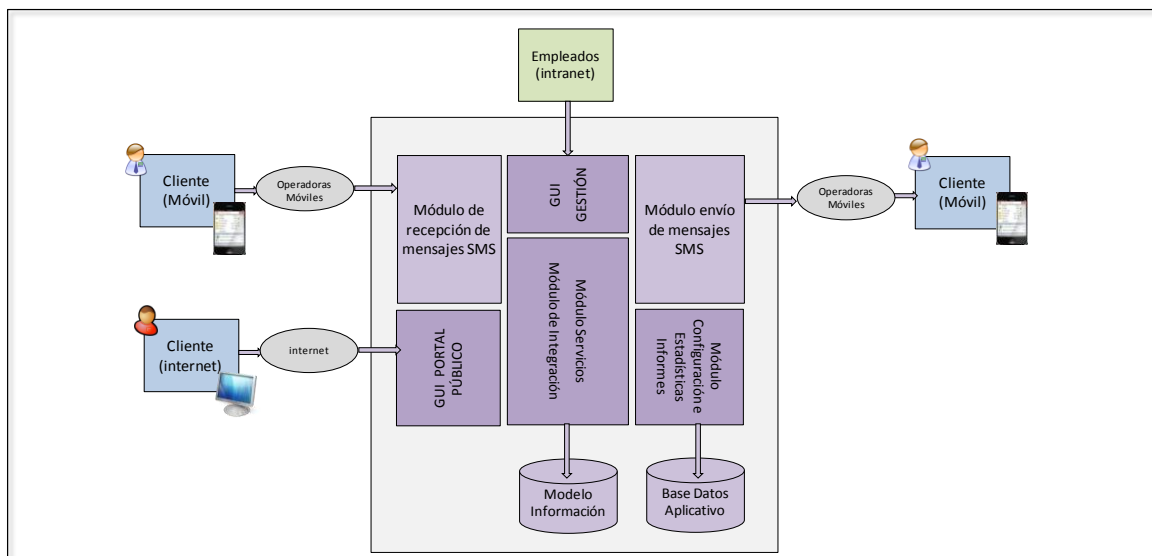 Empleados
(intranet)
Cliente
(Móvil)
Operadoras
Móviles
Módulo de
recepción de
mensajes SMS
GUI
GESTIÓN
Módulo envío
de mensajes
SMS
Operadoras
Móviles
Cliente
(Móvil)
Cliente
(internet)
internet
GUI PORTAL
PÚBLICO
Módulo Servicios
Módulo de Integración
Módulo
Configuración e
Estadísticas
Informes
Modelo
Información
Base Datos
Aplicativo